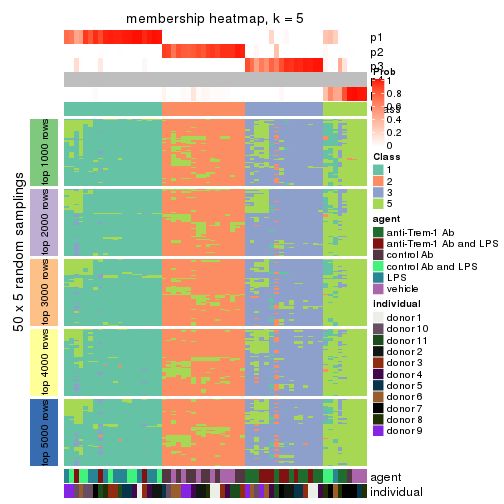 membership heatmap, k = 5
p1
p2
p3
Prob
1
0.8
0.6
0.4
0.2
0
Class
1
2
3
5
agent
anti-Trem-1 Ab
anti-Trem-1 Ab and LPS
control Ab
control Ab and LPS
LPS
vehicle
individual
donor 1
donor 10
donor 11
donor 2
donor 3
donor 4
donor 5
donor 6
donor 7
donor 8
donor 9
50 x 5 random samplings
top 1000 rows
top 2000 rows
top 3000 rows
top 4000 rows
top 5000 rows
agent
individual